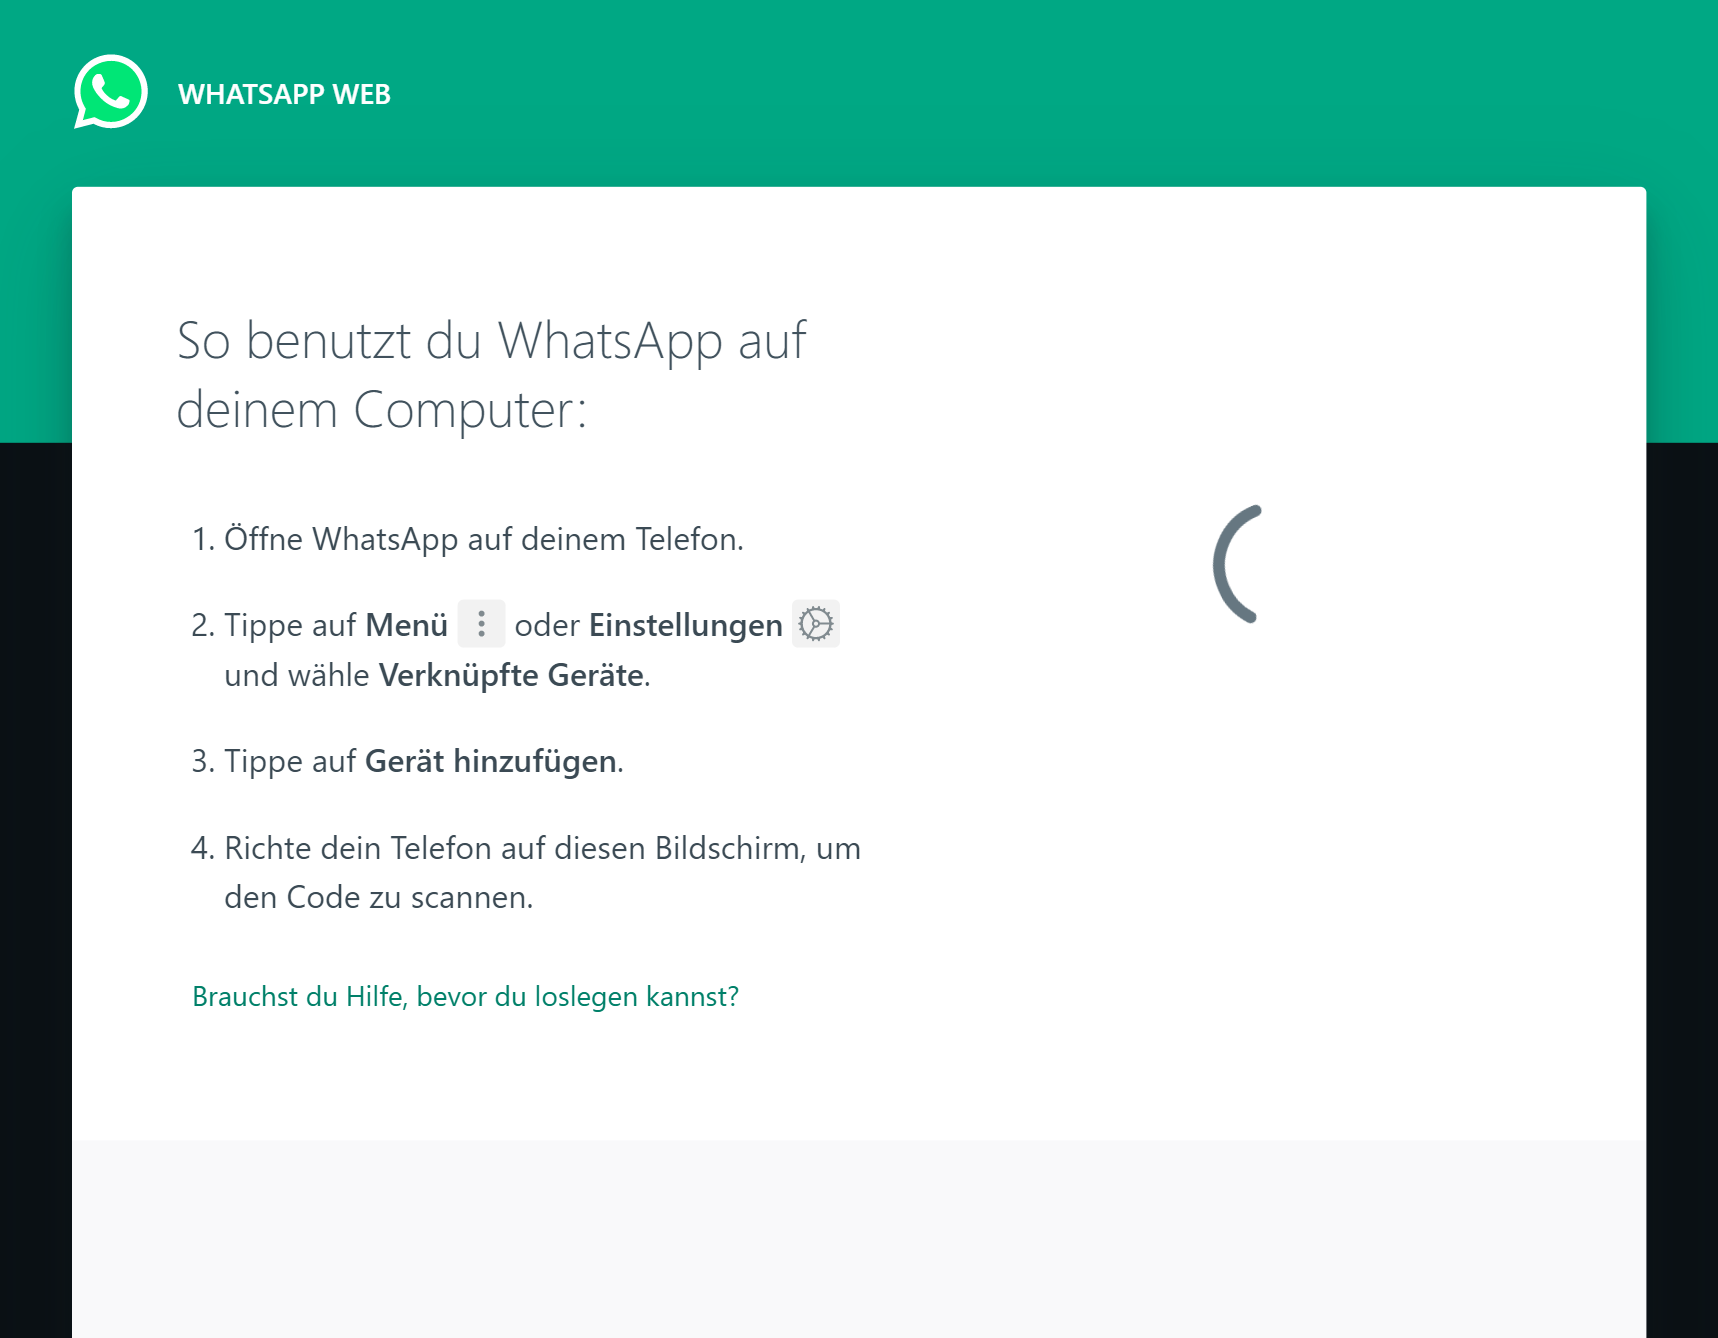 WHATSAPP WEB
So benutzt du WhatsApp auf
deinem Computer:
1. Öffne WhatsApp auf deinem Telefon.
2. Tippe auf Menü oder Einstellungen
und wähle Verknüpfte Geräte.
3. Tippe auf Gerät hinzufügen.
4. Richte dein Telefon auf diesen Bildschirm, um
den Code zu scannen.
Brauchst du Hilfe, bevor du loslegen kannst?